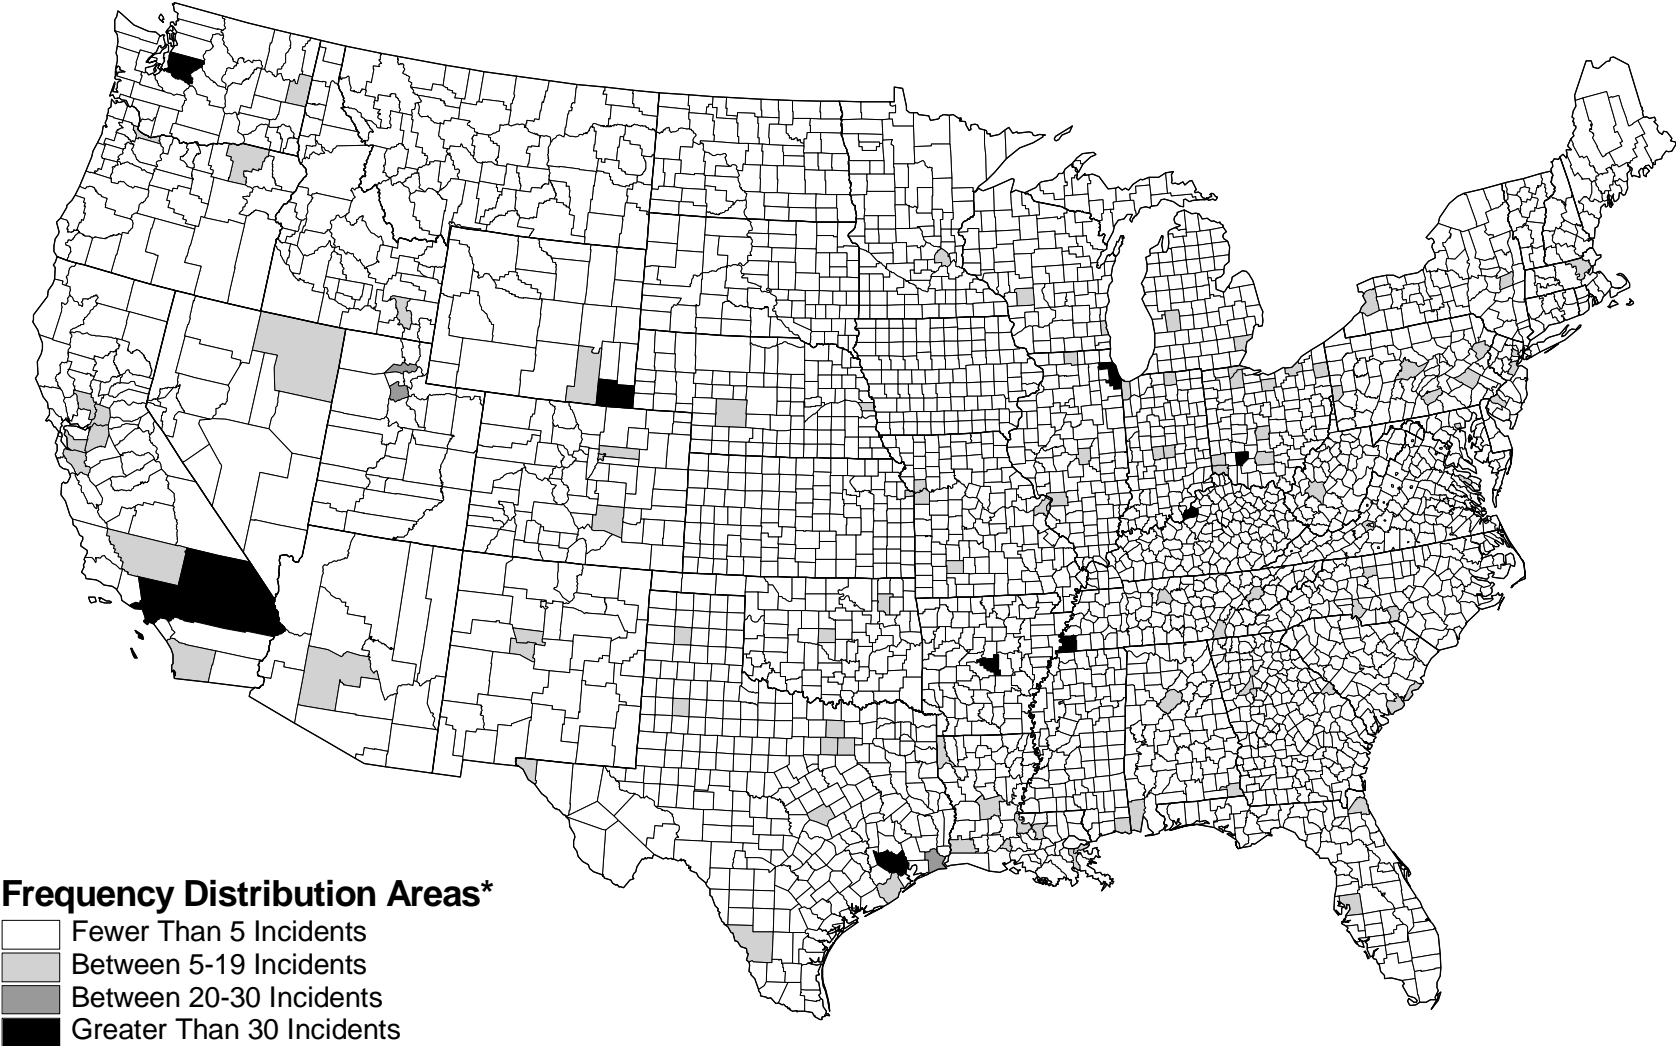 Frequency Distribution Areas*
Fewer Than 5 Incidents
Between 5-19 Incidents
Between 20-30 Incidents
Greater Than 30 Incidents